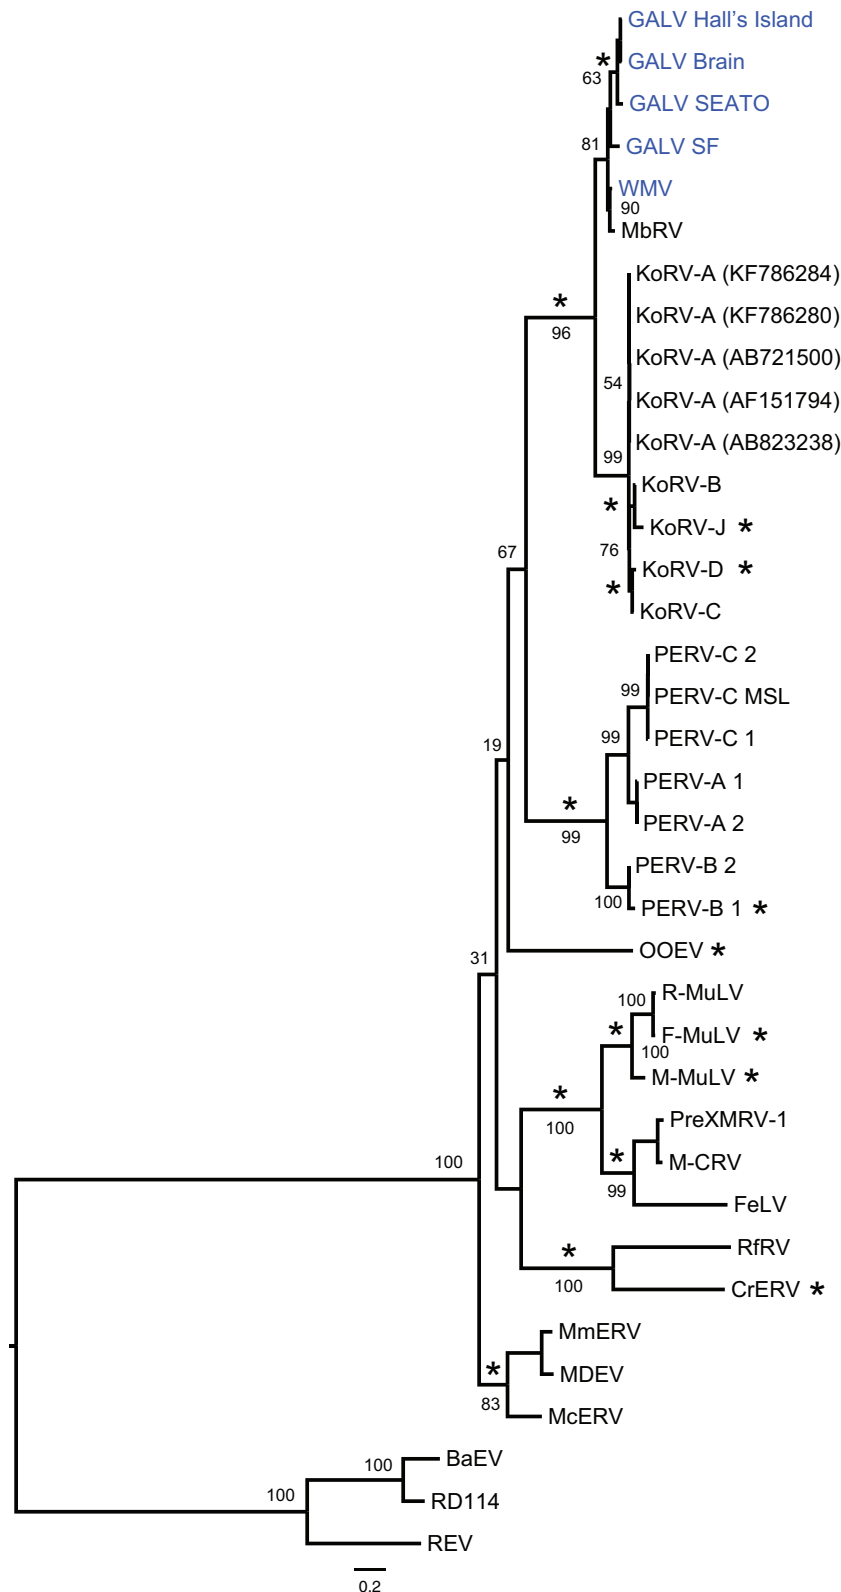 GALV Hall's Island
*
GALV Brain
63
GALV SEATO
81
GALV SF
WMV
90
MbRV
KoRV-A (KF786284)
*
KoRV-A (KF786280)
96
KoRV-A (AB721500)
54
KoRV-A (AF151794)
KoRV-A (AB823238)
99
KoRV-B
*
KoRV-J *
67
76
KoRV-D *
*
KoRV-C
PERV-C 2
99
PERV-C MSL
99
PERV-C 1
19
PERV-A 1
*
PERV-A 2
99
PERV-B 2
100
PERV-B 1 *
OOEV *
31
R-MuLV
100
*
F-MuLV *
100
M-MuLV *
*
PreXMRV-1
100
*
M-CRV
100
99
FeLV
RfRV
*
100
CrERV *
MmERV
*
MDEV
83
McERV
BaEV
100
100
RD114
REV
0.2